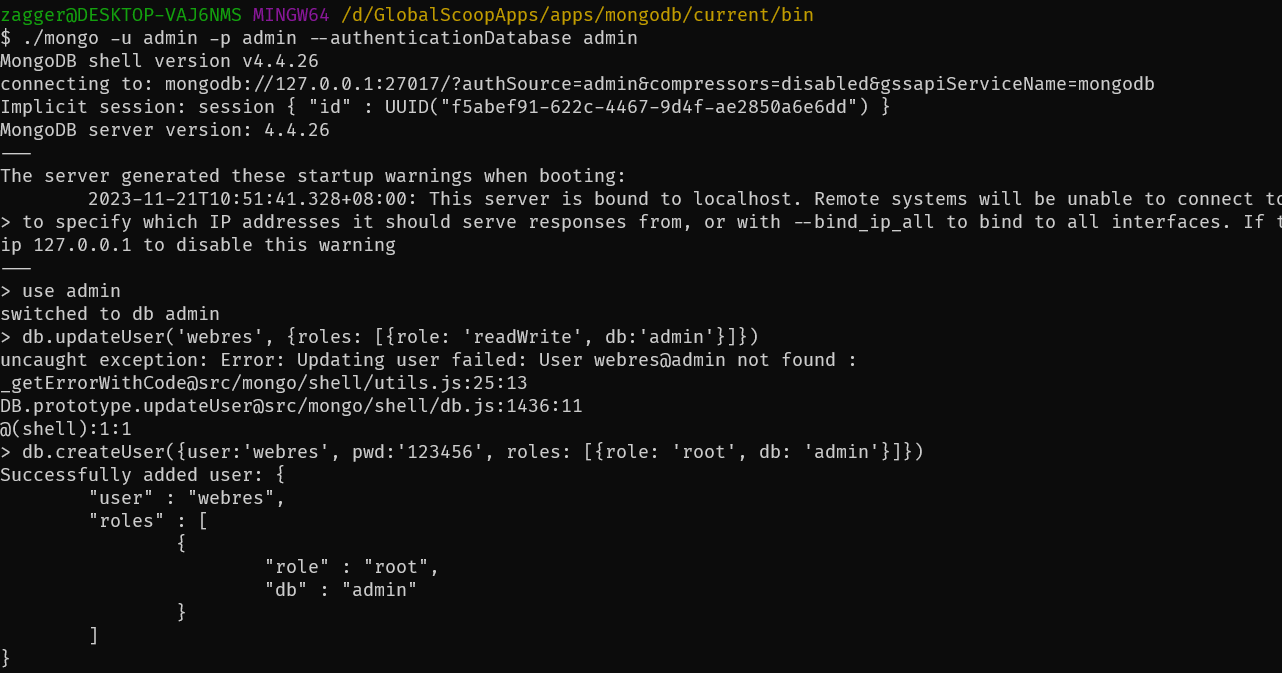 zagger@DESKTOP-VAJ6NMS MINGW64 /d/GlobalScoopApps/apps/mongodb/current/bin
$ ./mongo -u admin -p admin --authenticationDatabase admin
MongoDB shell version v4.4.26
connecting to: mongodb://127.0.0.1:27017/?authSource=admin&compressors=disabled&gssapiServiceName=mongodb
Implicit session: session { "id" : UUID("f5abef91-622c-4467-9d4f-ae2850a6e6dd") }
MongoDB server version: 4.4.26
---
The server generated these startup warnings when booting:
        2023-11-21T10:51:41.328+08:00: This server is bound to localhost. Remote systems will be unable to connect to
> to specify which IP addresses it should serve responses from, or with --bind_ip_all to bind to all interfaces. If t
ip 127.0.0.1 to disable this warning
---
> use admin
switched to db admin
> db.updateUser('webres', {roles: [{role: 'readWrite', db:'admin'}]})
uncaught exception: Error: Updating user failed: User webres@admin not found :
_getErrorWithCode@src/mongo/shell/utils.js:25:13
DB.prototype.updateUser@src/mongo/shell/db.js:1436:11
@(shell):1:1
> db.createUser({user:'webres', pwd:'123456', roles: [{role: 'root', db: 'admin'}]})
Successfully added user: {
        "user" : "webres",
        "roles" : [
                {
                        "role" : "root",
                        "db" : "admin"
                }
        ]
}